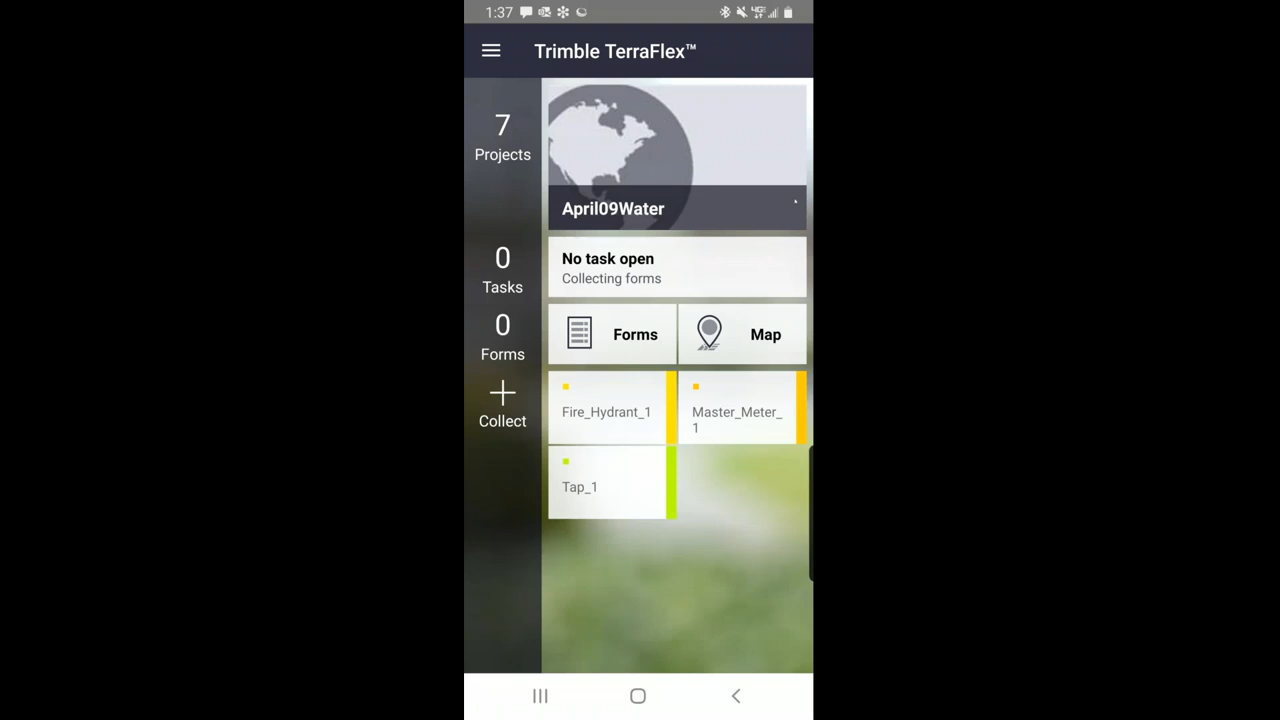 1:37
Trimble TerraFlex™
7
Projects
April09Water
0
Tasks
No task open
Collecting forms
0
Forms
Forms
Map
Collect
Fire_Hydrant_1
Master_Meter_
1
Tap_1